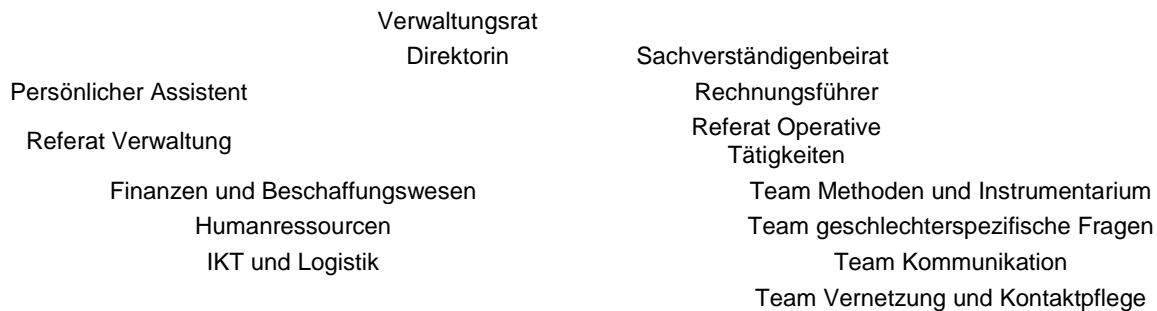 Verwaltungsrat
Direktorin
Sachverständigenbeirat
Persönlicher Assistent
Rechnungsführer
Referat Verwaltung
Referat Operative
Tätigkeiten
Finanzen und Beschaffungswesen
Team Methoden und Instrumentarium
Humanressourcen
Team geschlechterspezifische Fragen
IKT und Logistik
Team Kommunikation
Team Vernetzung und Kontaktpflege